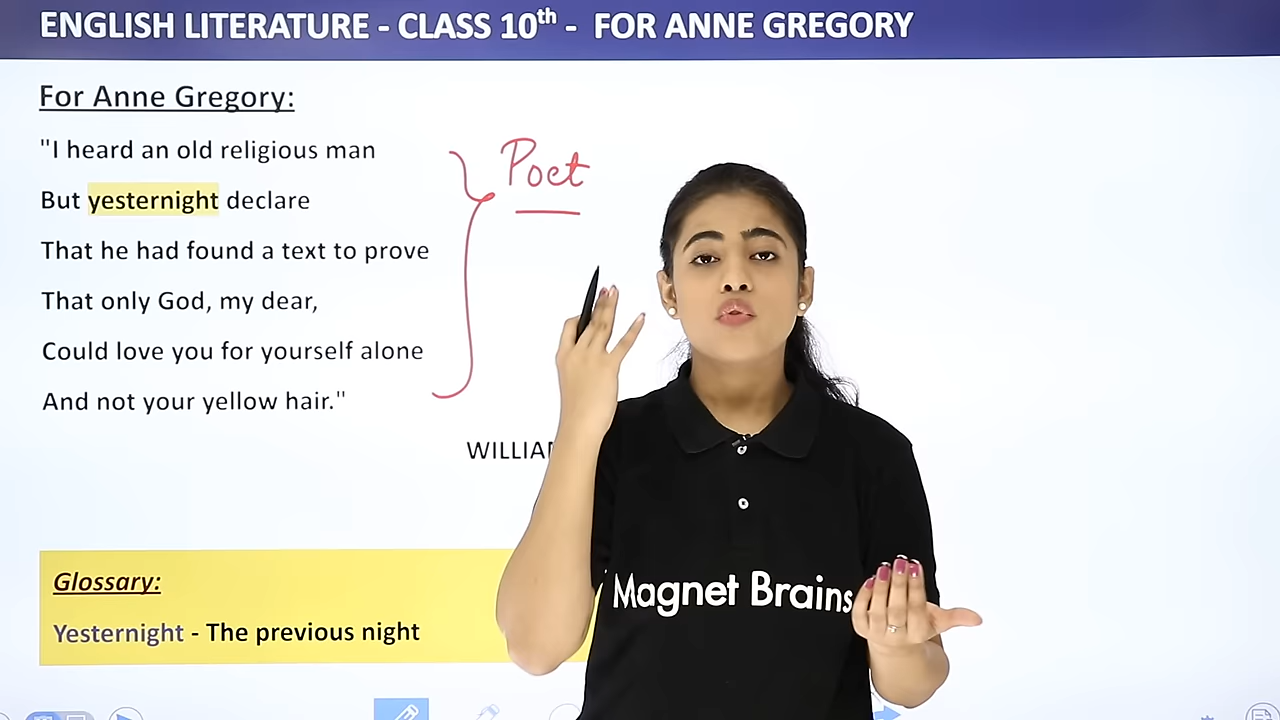 ENGLISH LITERATURE - CLASS 10th - FOR ANNE GREGORY
For Anne Gregory:
"I heard an old religious man
But yesternight declare
That he had found a text to prove
That only God, my dear,
Could love you for yourself alone
And not your yellow hair."
Poet
WILLIA
Glossary:
Yesternight - The previous night
Magnet Brains